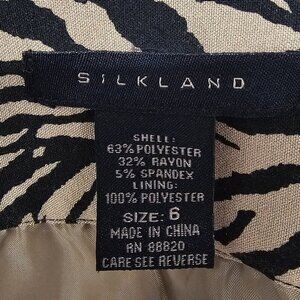 SILKLAND
SHELL:
63% POLYESTER
32% RAYON
5% SPANDEX
LINING:
100% POLYESTER
SIZE: 6
MADE IN CHINA
RN 88820
CARE SEE REVERSE